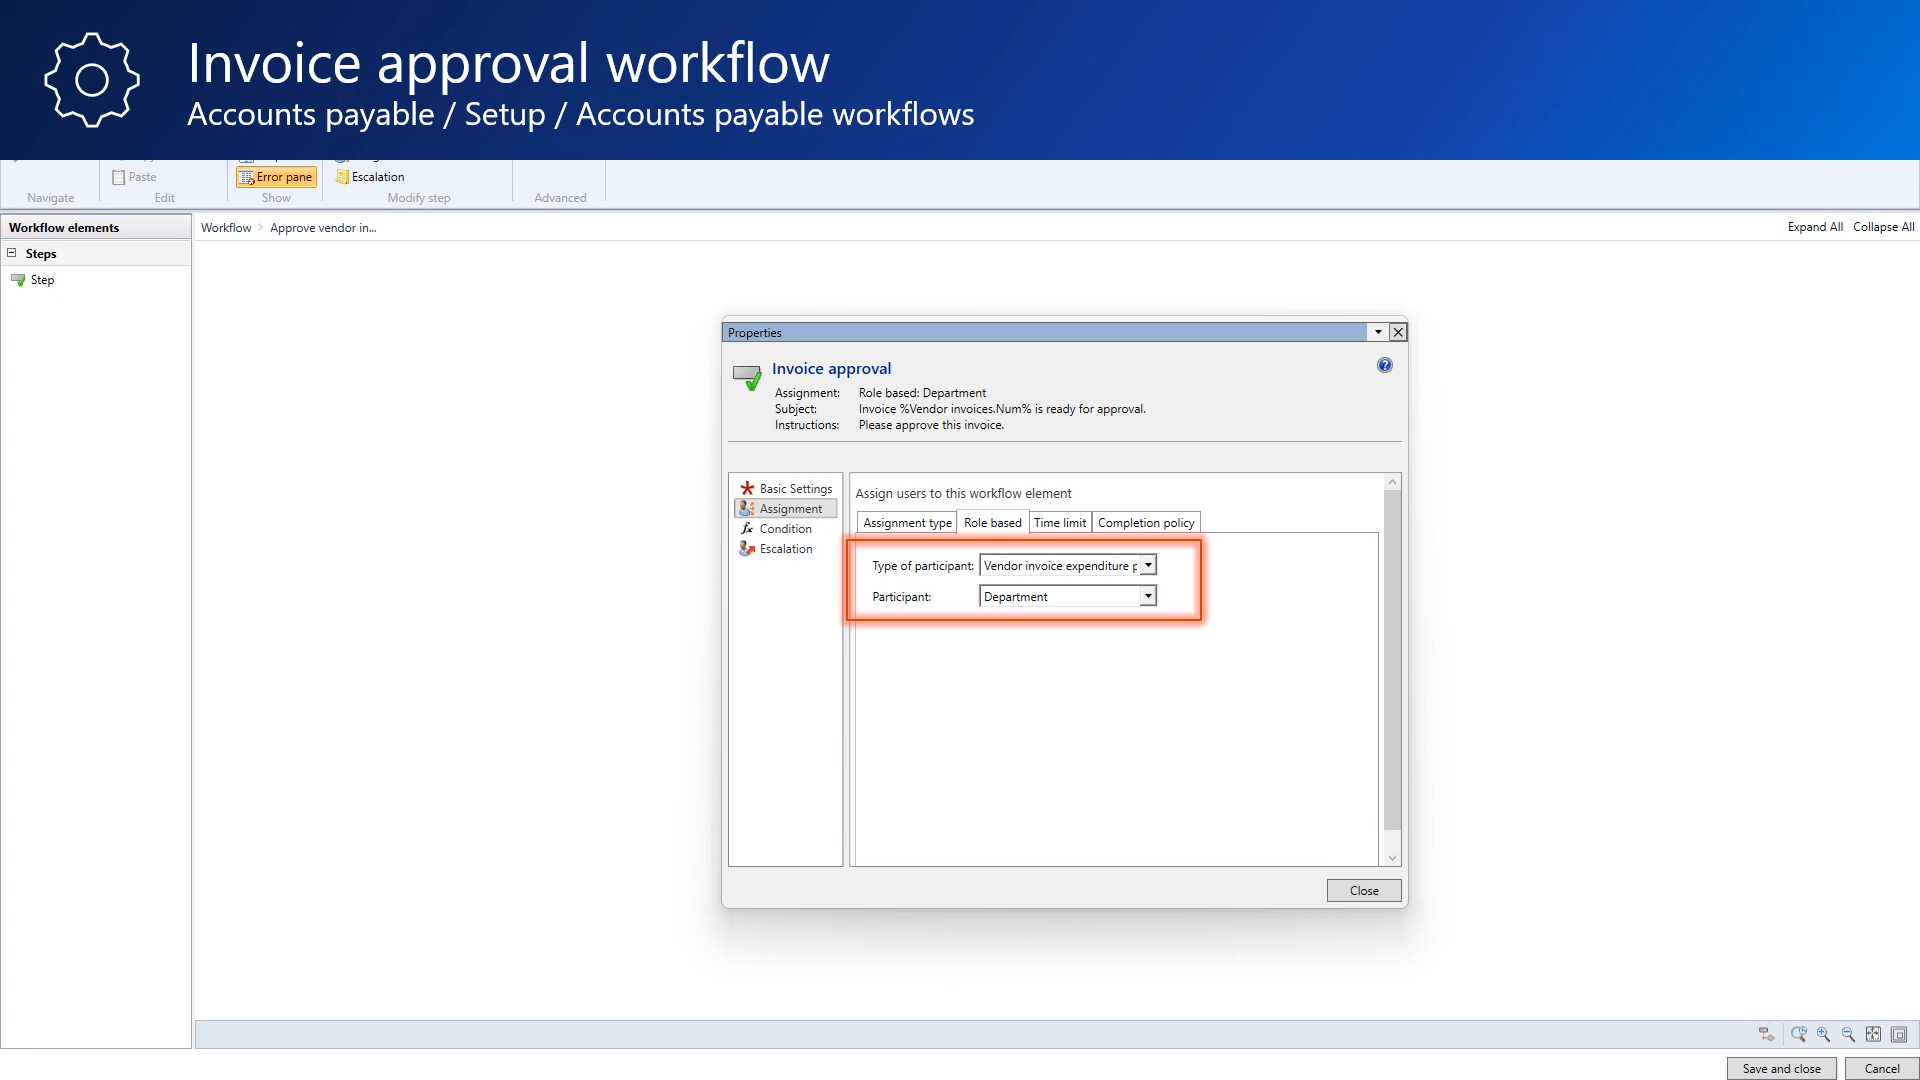 Invoice approval workflow
Accounts payable / Setup / Accounts payable workflows
Paste
Error pane
Escalation
Navigate
Edit
Show
Modify step
Advanced
Workflow elements
Workflow > Approve vendor in...
Expand All Collapse All
Steps
Step
Properties
Invoice approval
Assignment: Role based: Department
Subject: Invoice %Vendor invoices.Num% is ready for approval.
Instructions: Please approve this invoice.
Basic Settings
Assignment
Condition
Escalation
Assign users to this workflow element
Assignment type Role based Time limit Completion policy
Type of participant: Vendor invoice expenditure p
Participant: Department
Close
Save and close Cancel